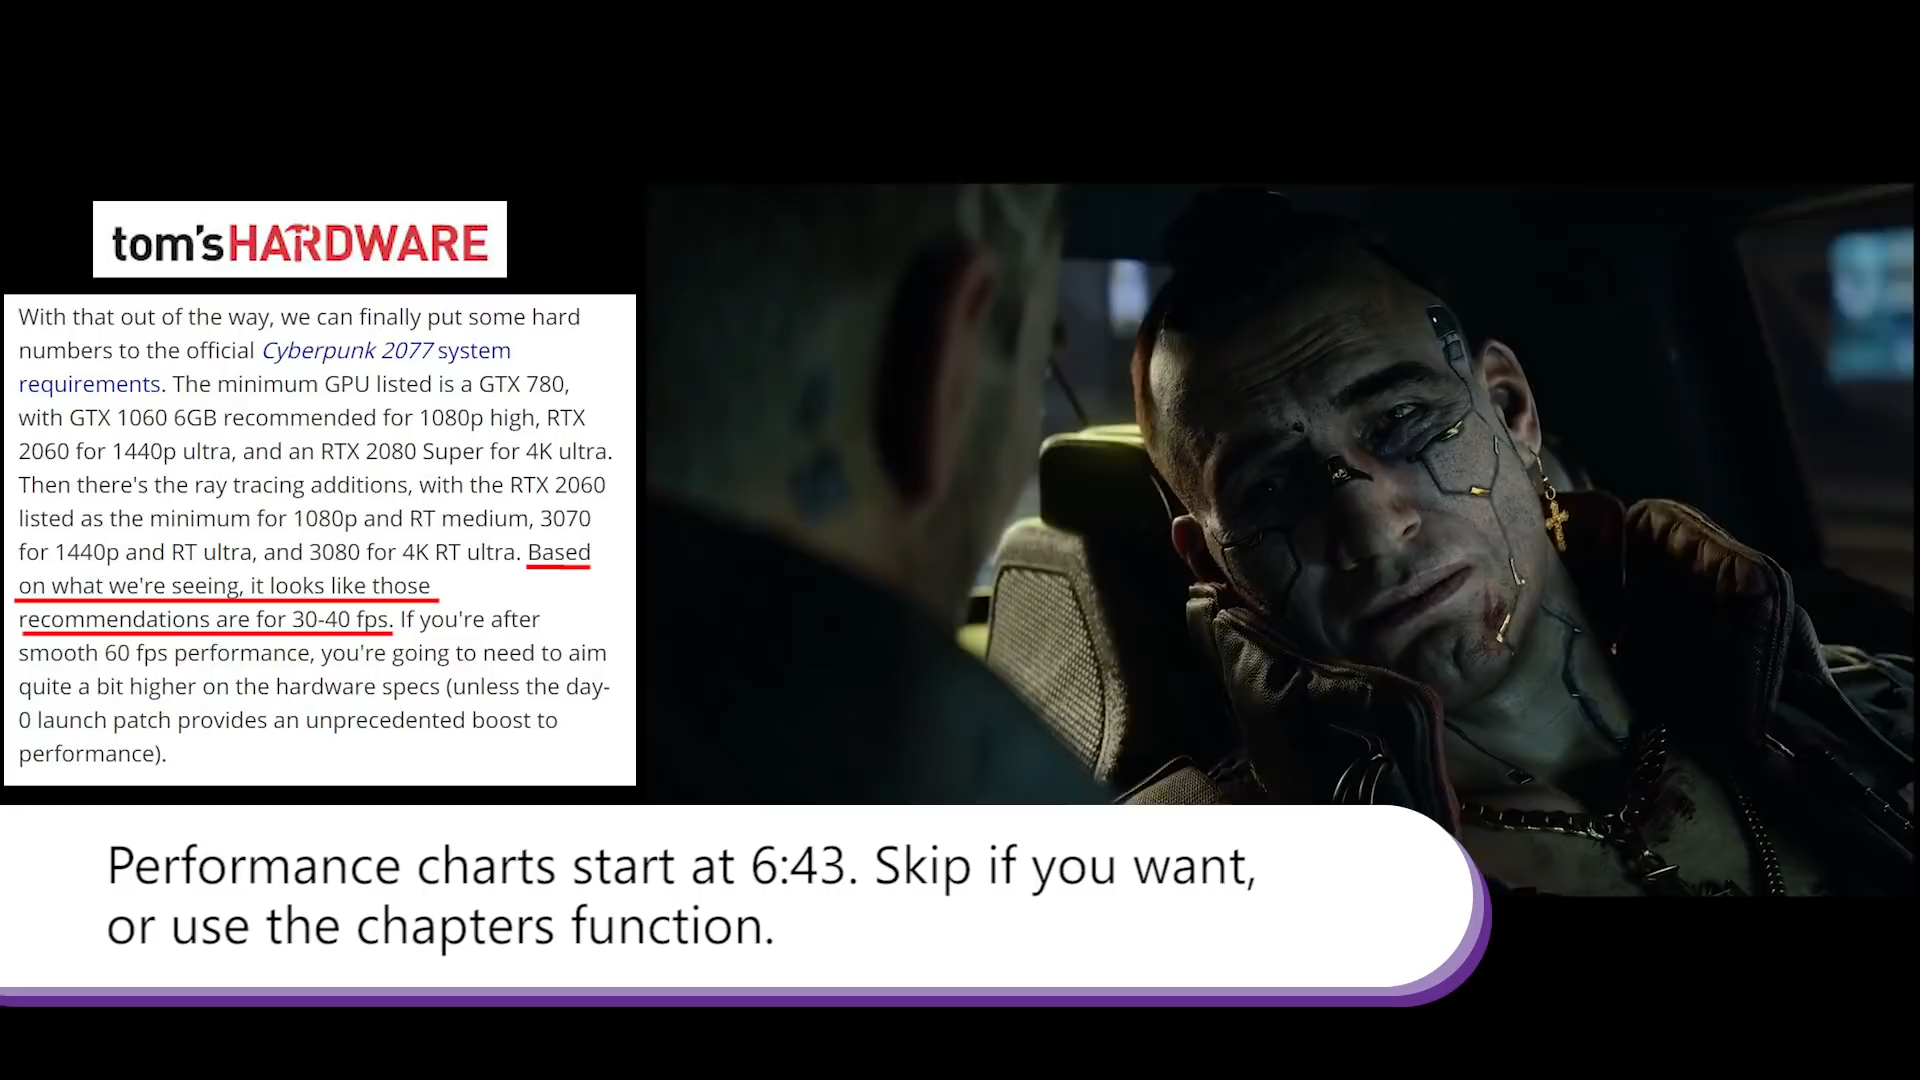 tom's HARDWARE
With that out of the way, we can finally put some hard
numbers to the official Cyberpunk 2077 system
requirements. The minimum GPU listed is a GTX 780,
with GTX 1060 6GB recommended for 1080p high, RTX
2060 for 1440p ultra, and an RTX 2080 Super for 4K ultra.
Then there's the ray tracing additions, with the RTX 2060
listed as the minimum for 1080p and RT medium, 3070
for 1440p and RT ultra, and 3080 for 4K RT ultra. Based
on what we're seeing, it looks like those
recommendations are for 30-40 fps. If you're after
smooth 60 fps performance, you're going to need to aim
quite a bit higher on the hardware specs (unless the day-
0 launch patch provides an unprecedented boost to
performance).
Performance charts start at 6:43. Skip if you want,
or use the chapters function.